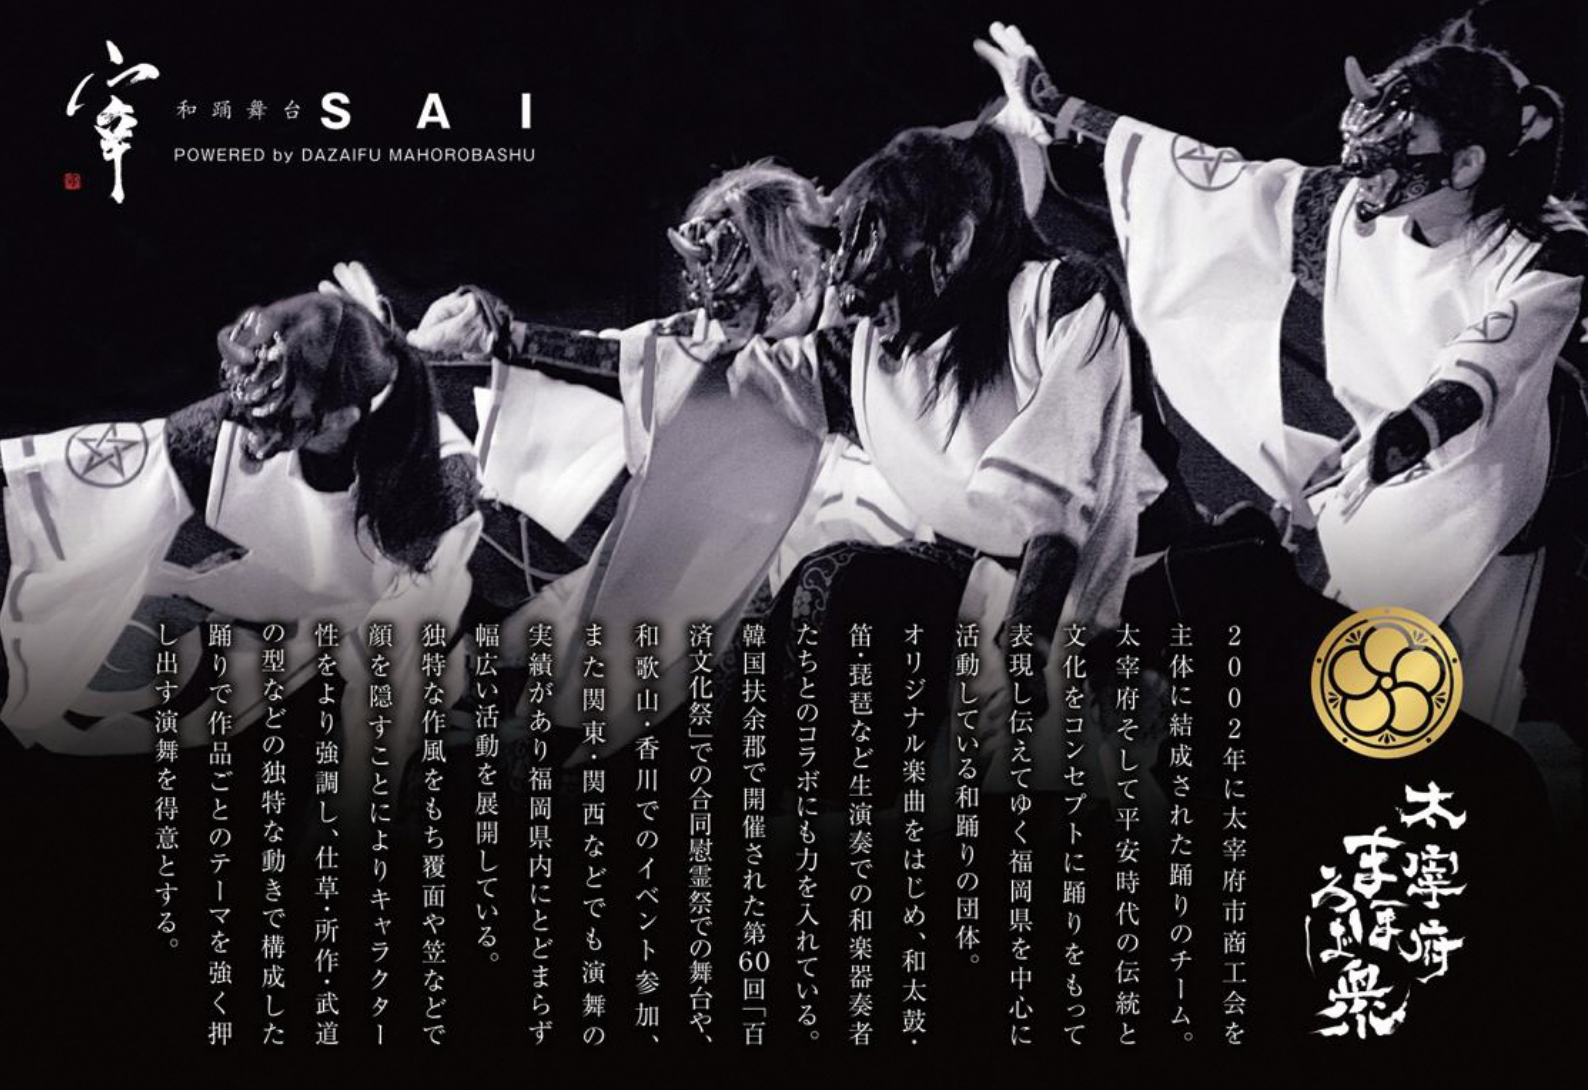 宰
和踊舞台SAI
POWERED by DAZAIFU MAHOROBASHU
太宰府
まほろば衆
2002年に太宰府市商工会を
主体に結成された踊りのチーム。
太宰府そして平安時代の伝統と
文化をコンセプトに踊りをもって
表現し伝えてゆく福岡県を中心に
活動している和踊りの団体。
オリジナル楽曲をはじめ、和太鼓・
笛・琵琶など生演奏での和楽器奏者
たちとのコラボにも力を入れている。
韓国扶余郡で開催された第60回「百
済文化祭」での合同慰霊祭での舞台や、
和歌山・香川でのイベント参加、
また関東・関西などでも演舞の
実績があり福岡県内にとどまらず
幅広い活動を展開している。
独特な作風をもち覆面や笠などで
顔を隠すことによりキャラクター
性をより強調し、仕草・所作・武道
の型などの独特な動きで構成した
踊りで作品ごとのテーマを強く押
し出す演舞を得意とする。